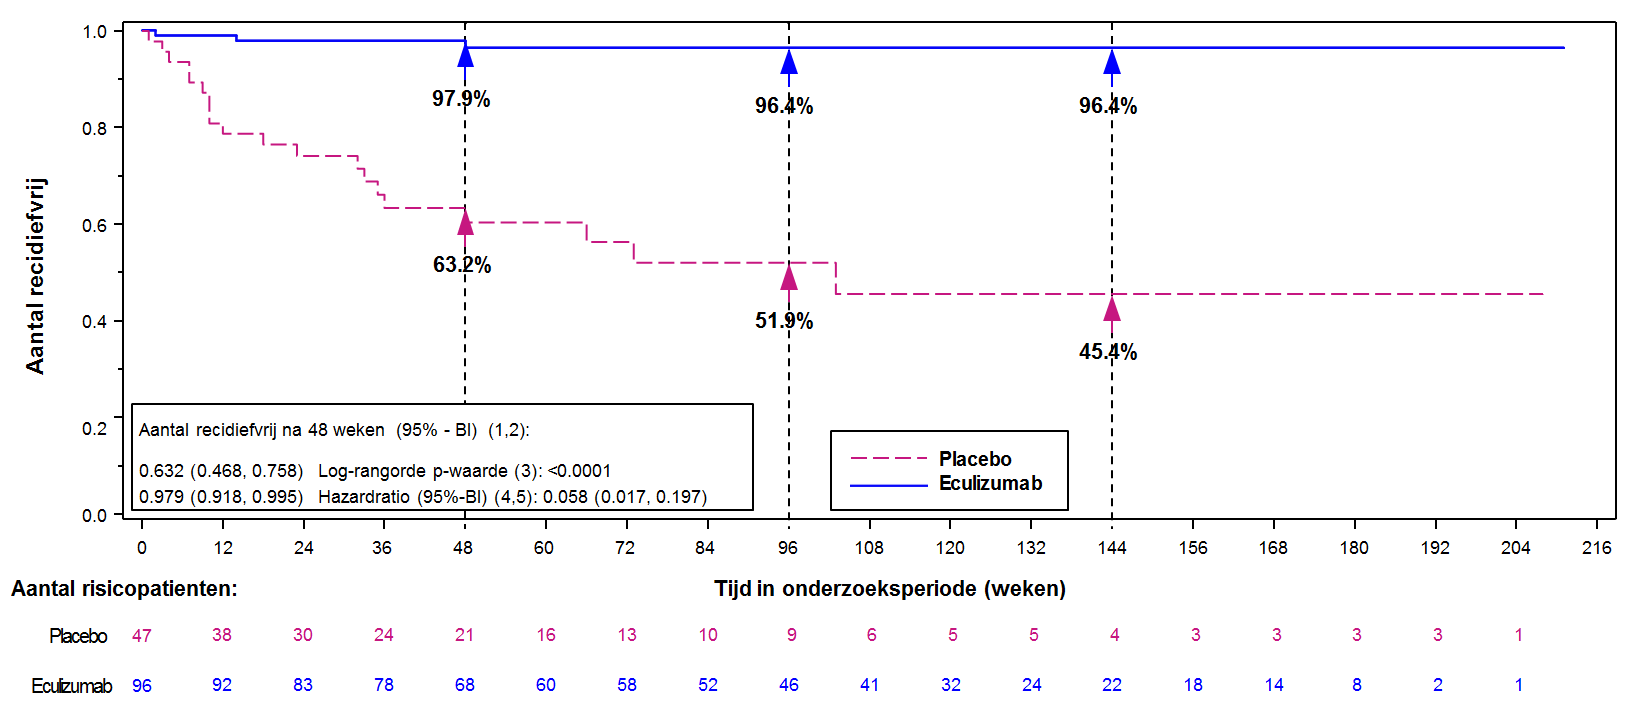 1.0
0.8
0.6
0.4
0.2
0.0
Aantal recidiefvrij
97.9%
96.4%
96.4%
63.2%
51.9%
45.4%
Aantal recidiefvrij na 48 weken (95% - BI) (1,2):
0.632 (0.468, 0.758) Log-rangorde p-waarde (3): <0.0001
0.979 (0.918, 0.995) Hazardratio (95%-BI) (4,5): 0.058 (0.017, 0.197)
Placebo
Eculizumab
0 12 24 36 48 60 72 84 96 108 120 132 144 156 168 180 192 204 216
Aantal risicopatienten:
Tijd in onderzoeksperiode (weken)
Placebo 47 38 30 24 21 16 13 10 9 6 5 5 4 3 3 3 3 1
Eculizumab 96 92 83 78 68 60 58 52 46 41 32 24 22 18 14 8 2 1